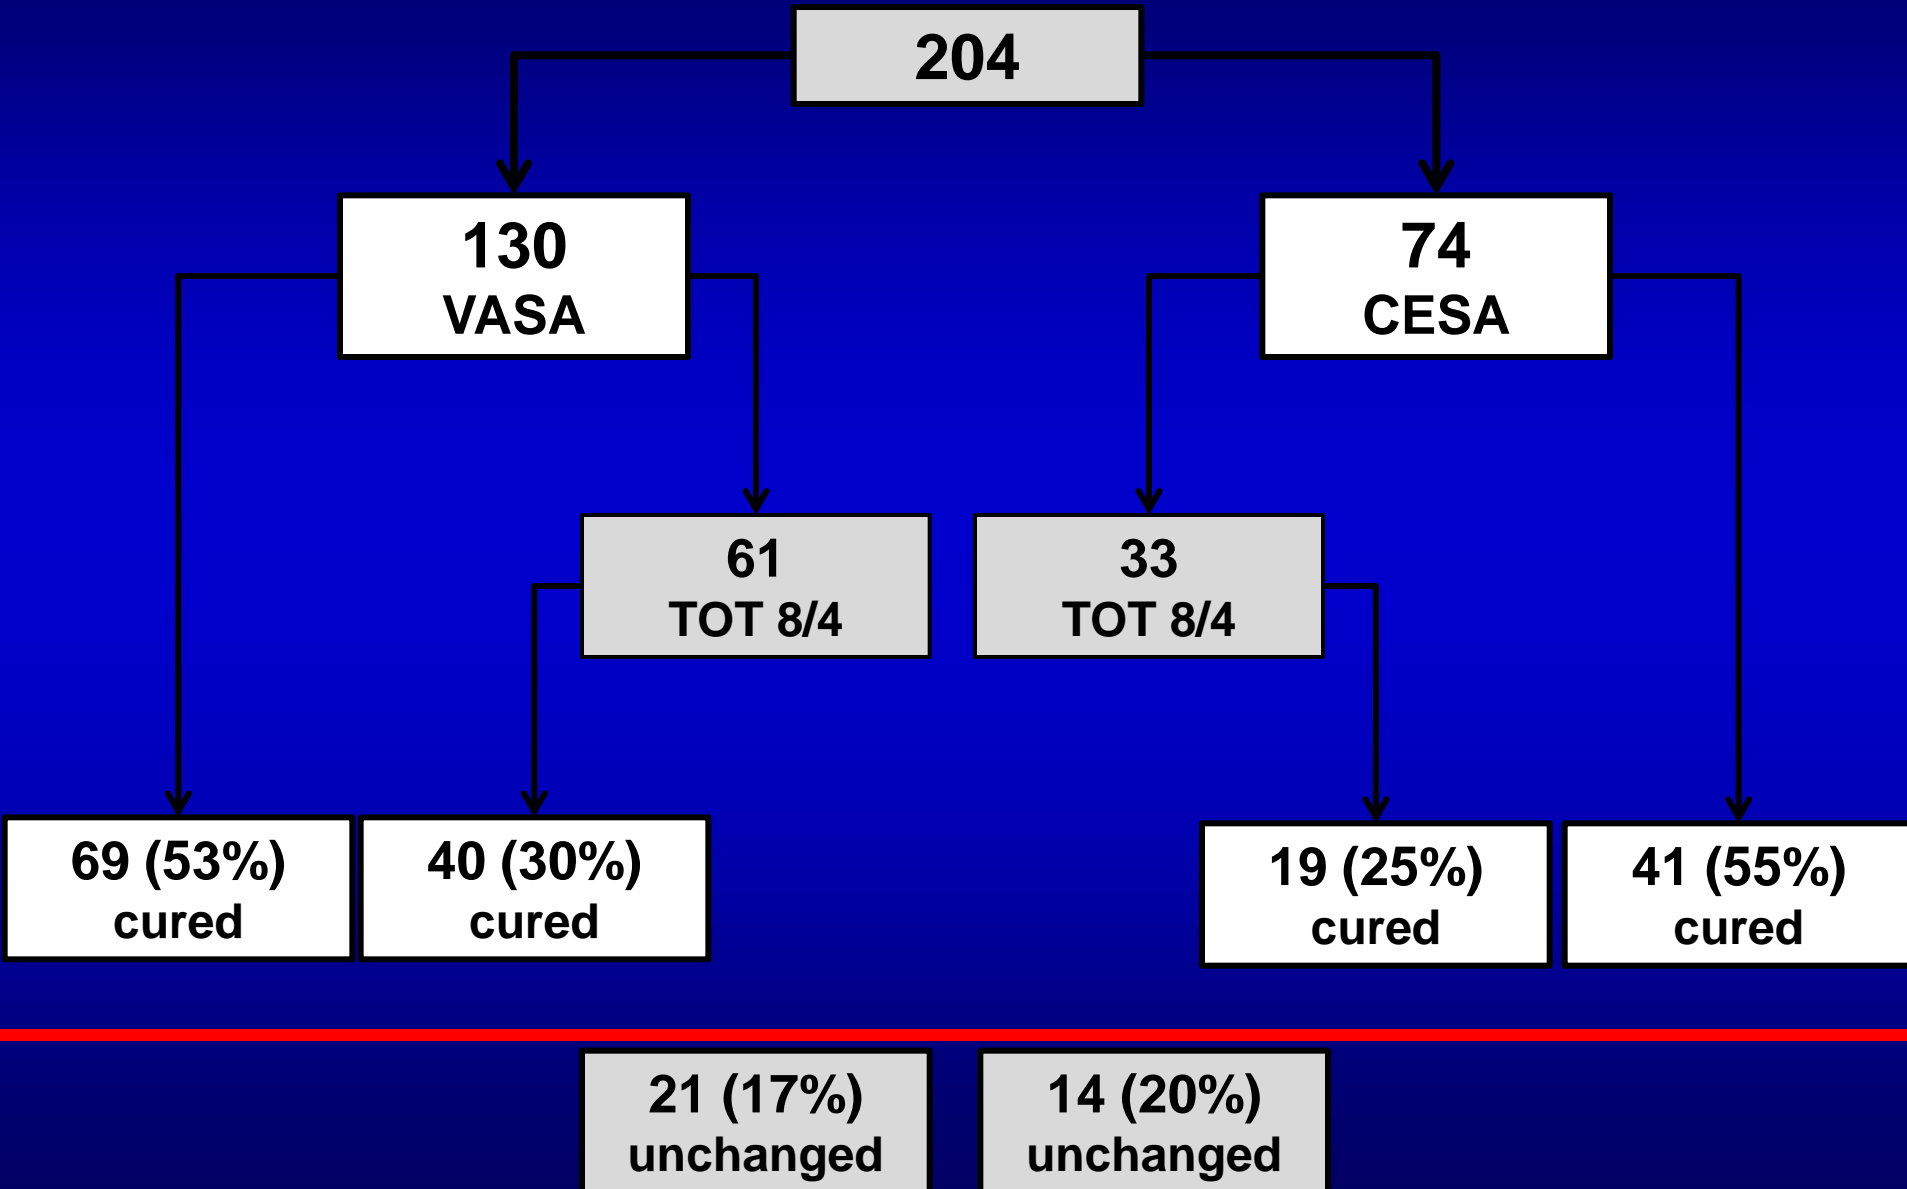 204
130
VASA
74
CESA
61
TOT 8/4
33
TOT 8/4
69 (53%)
cured
40 (30%)
cured
19 (25%)
cured
41 (55%)
cured
21 (17%)
unchanged
14 (20%)
unchanged